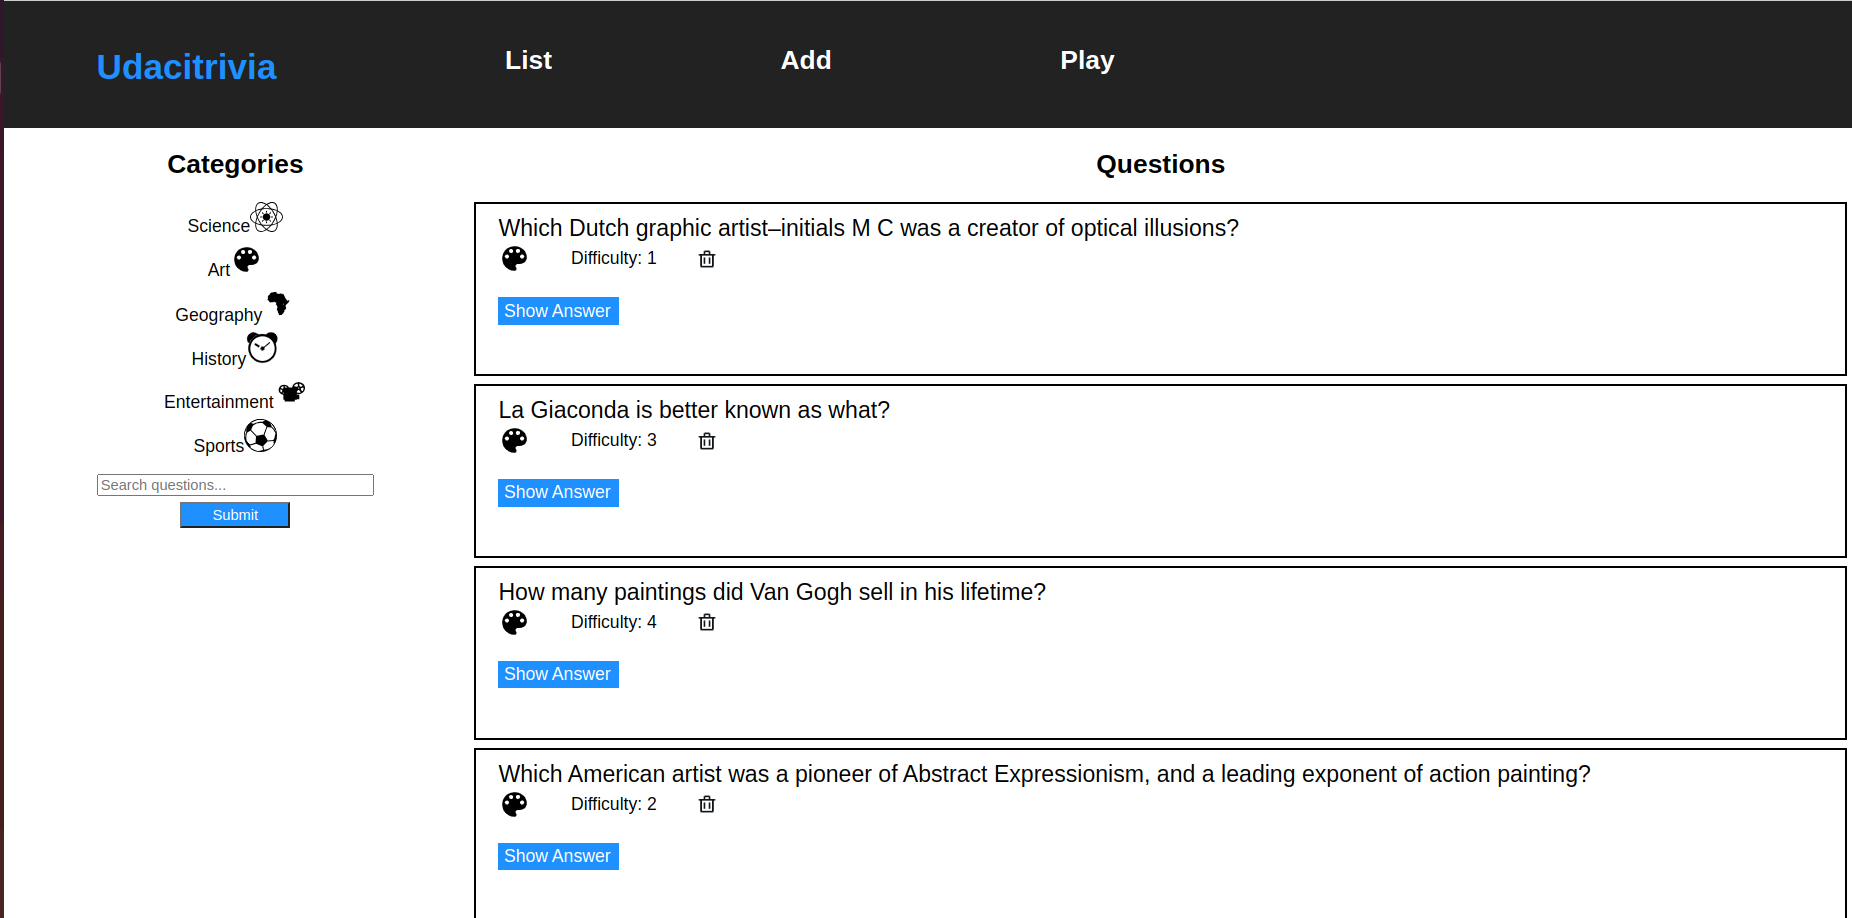 Udacitrivia
List
Add
Play
Categories
Science
Art
Geography
History
Entertainment
Sports
Search questions...
Submit
Questions
Which Dutch graphic artist–initials M C was a creator of optical illusions?
Difficulty: 1
Show Answer
La Giaconda is better known as what?
Difficulty: 3
Show Answer
How many paintings did Van Gogh sell in his lifetime?
Difficulty: 4
Show Answer
Which American artist was a pioneer of Abstract Expressionism, and a leading exponent of action painting?
Difficulty: 2
Show Answer